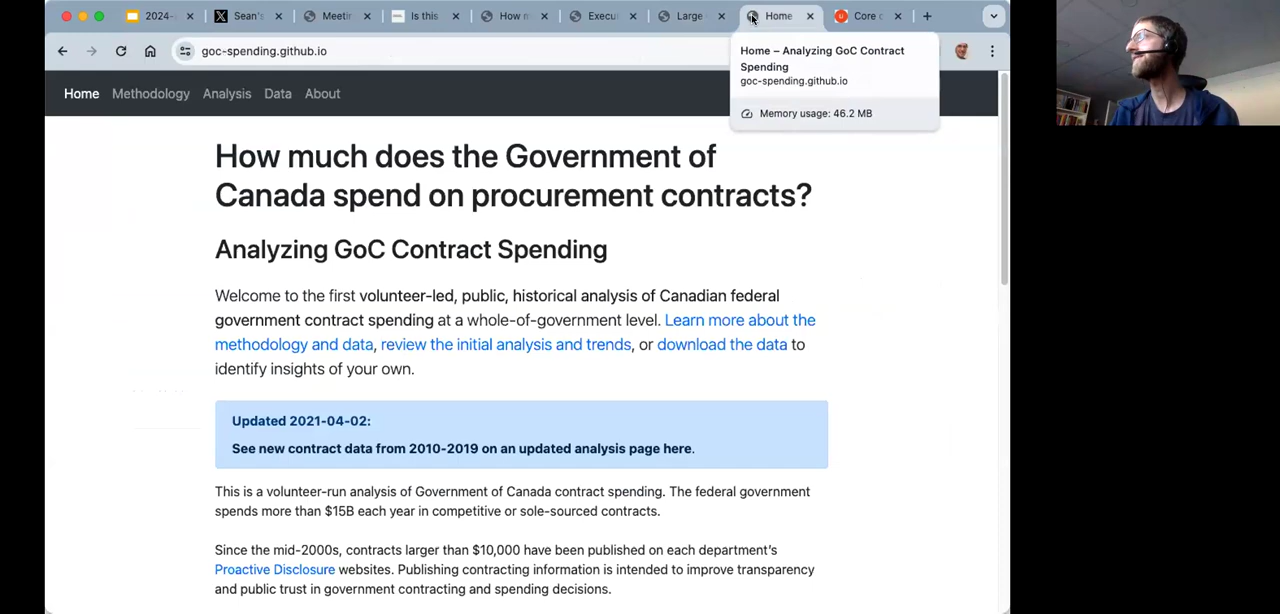 2024-
Sean's
Meetin
Is this
How m
Execu
Large
Home
Core c
goc-spending.github.io
Home – Analyzing GoC Contract
Spending
goc-spending.github.io
Memory usage: 46.2 MB
Home Methodology Analysis Data About
How much does the Government of
Canada spend on procurement contracts?
Analyzing GoC Contract Spending
Welcome to the first volunteer-led, public, historical analysis of Canadian federal
government contract spending at a whole-of-government level. Learn more about the
methodology and data, review the initial analysis and trends, or download the data to
identify insights of your own.
Updated 2021-04-02:
See new contract data from 2010-2019 on an updated analysis page here.
This is a volunteer-run analysis of Government of Canada contract spending. The federal government
spends more than $15B each year in competitive or sole-sourced contracts.
Since the mid-2000s, contracts larger than $10,000 have been published on each department's
Proactive Disclosure websites. Publishing contracting information is intended to improve transparency
and public trust in government contracting and spending decisions.